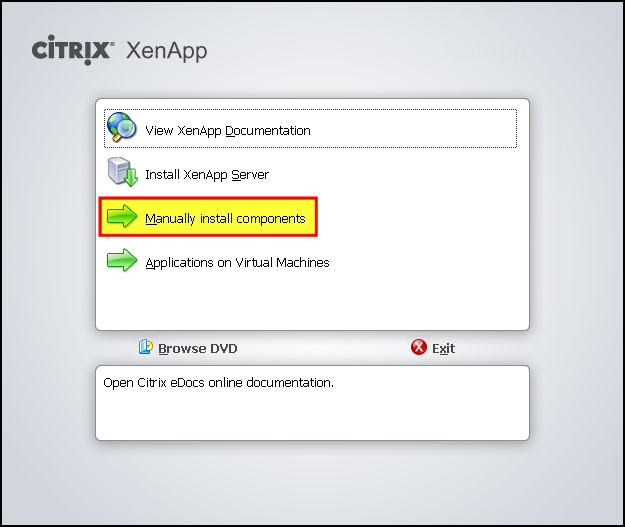 CITRIX® XenApp
View XenApp Documentation
Install XenApp Server
Manually install components
Applications on Virtual Machines
Browse DVD
Exit
Open Citrix eDocs online documentation.